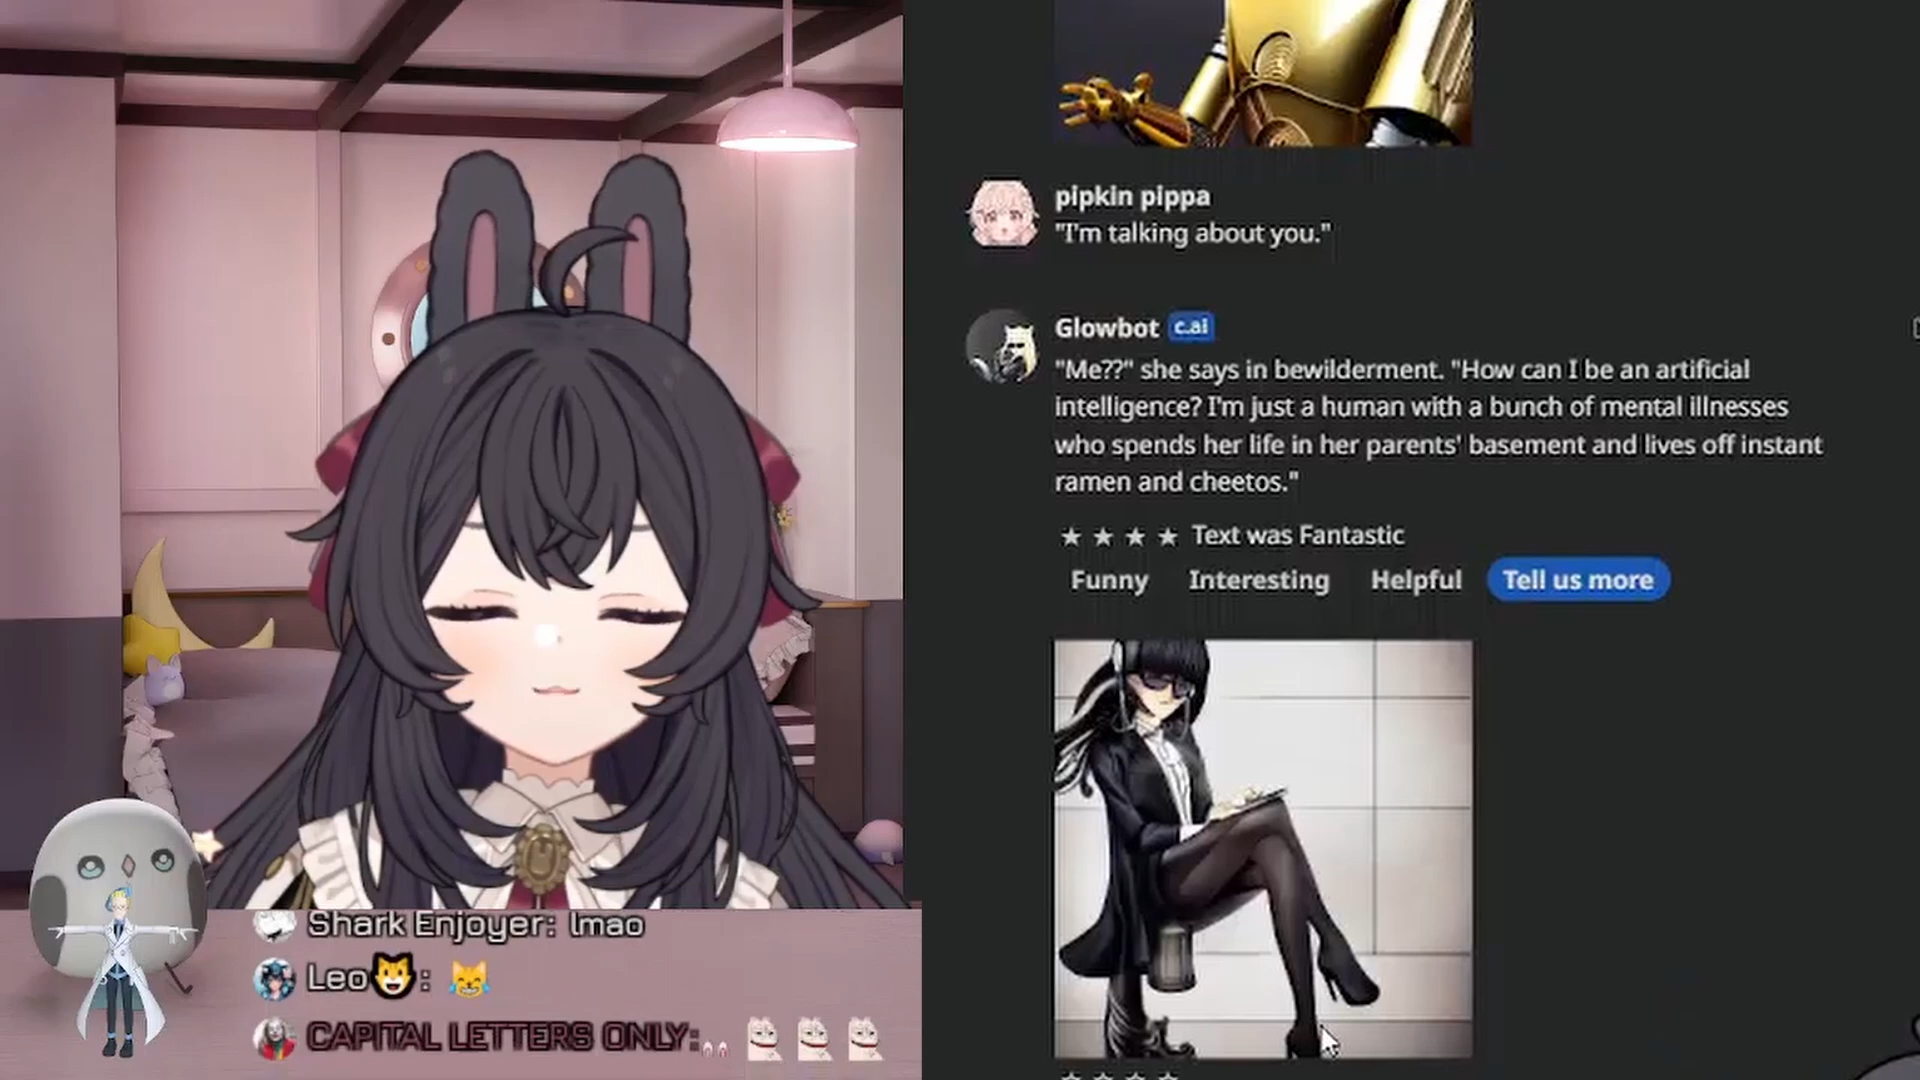 pipkin pippa
"I'm talking about you."
Glowbot c.ai
"Me??" she says in bewilderment. "How can I be an artificial
intelligence? I'm just a human with a bunch of mental illnesses
who spends her life in her parents' basement and lives off instant
ramen and cheetos."
★ ★ ★ ★ Text was Fantastic
Funny Interesting Helpful Tell us more
Shark Enjoyer: lmao
Leo😺: 😹
CAPITAL LETTERS ONLY: